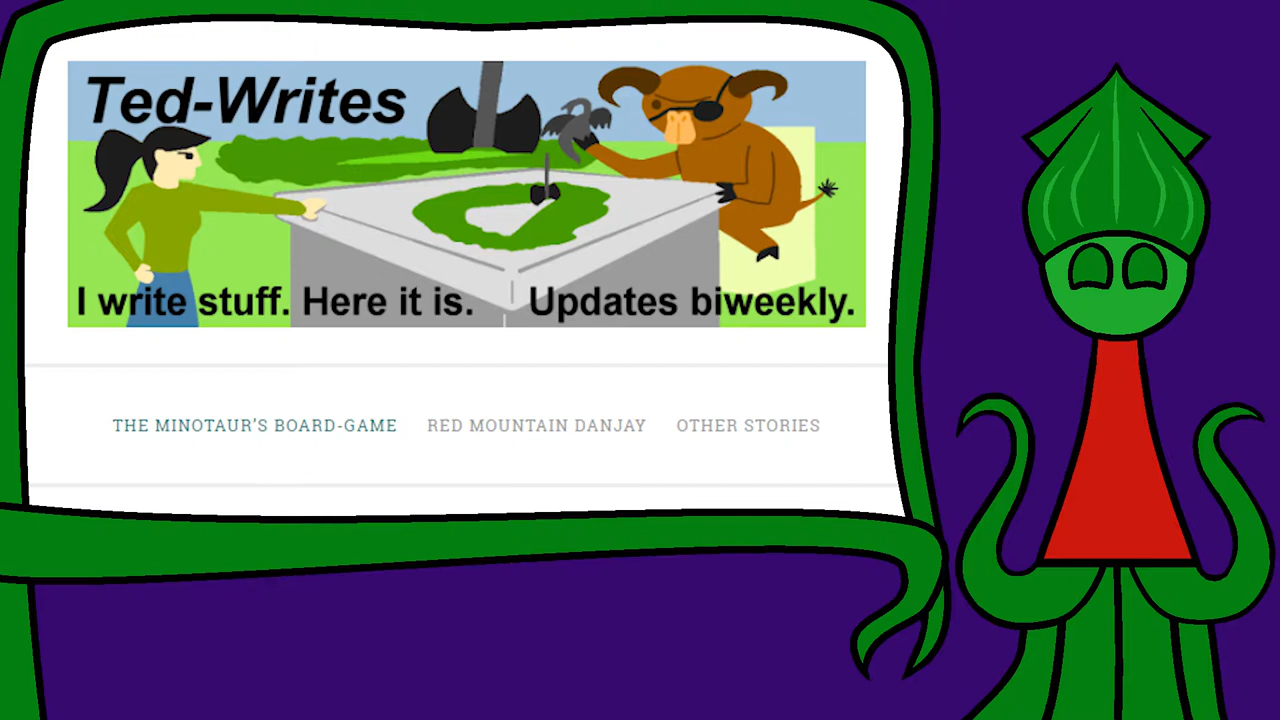 Ted-Writes
I write stuff. Here it is. Updates biweekly.
THE MINOTAUR'S BOARD-GAME RED MOUNTAIN DANJAY OTHER STORIES